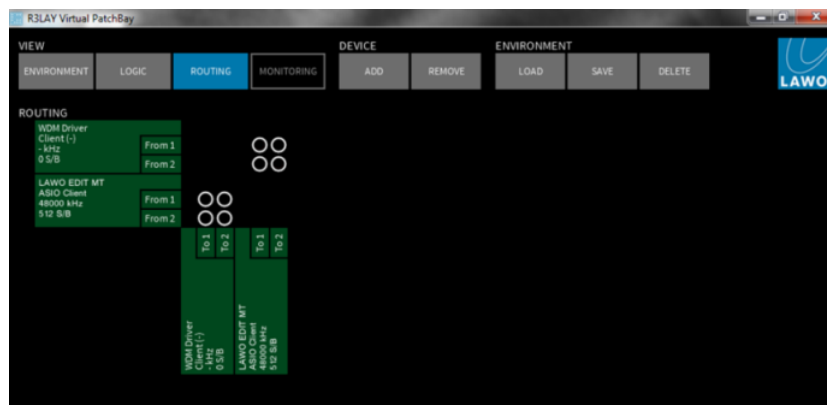 R3LAY Virtual PatchBay
VIEW
DEVICE
ENVIRONMENT
ENVIRONMENT
LOGIC
ROUTING
MONITORING
ADD
REMOVE
LOAD
SAVE
DELETE
LAWO
ROUTING
WDM Driver
Client (-)
- kHz
0 S/B
From 1
From 2
LAWO EDIT MT
ASIO Client
48000 kHz
512 S/B
From 1
From 2
To 1
To 2
To 1
To 2
WDM Driver
Client (-)
- kHz
0 S/B
LAWO EDIT MT
ASIO Client
48000 kHz
512 S/B